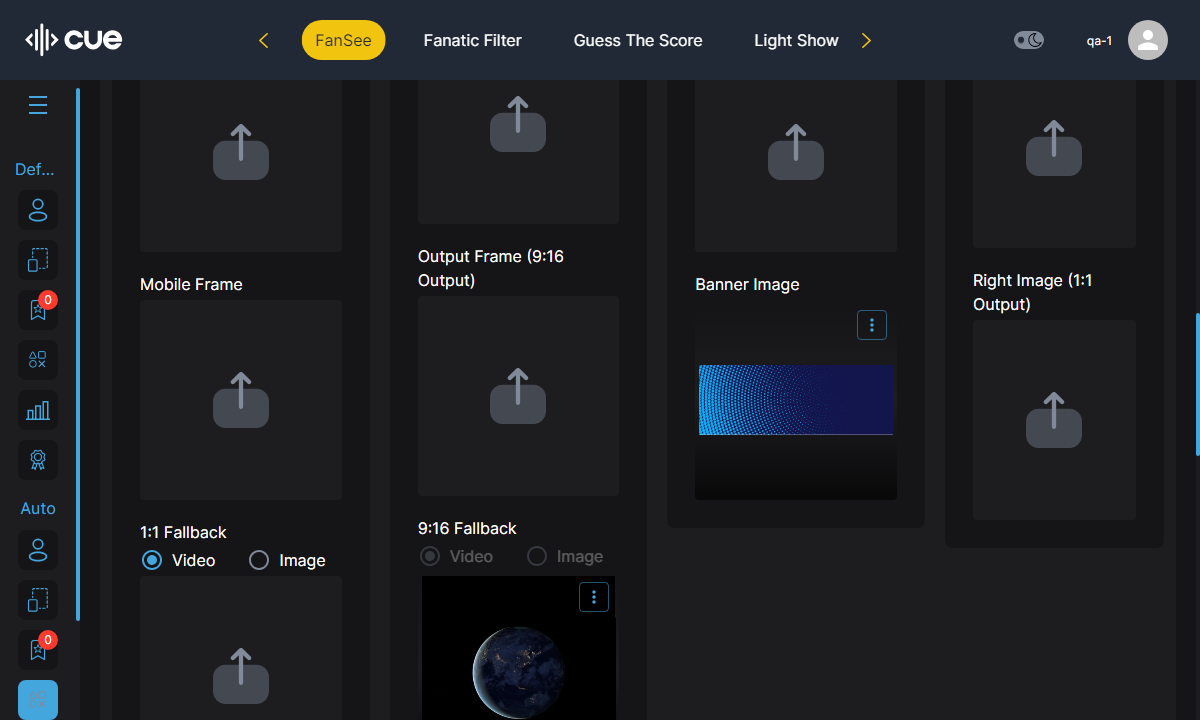 cue
FanSee
Fanatic Filter
Guess The Score
Light Show
qa-1
Def...
0
Auto
0
Mobile Frame
1:1 Fallback
Video
Image
Output Frame (9:16
Output)
9:16 Fallback
Video
Image
Banner Image
Right Image (1:1
Output)